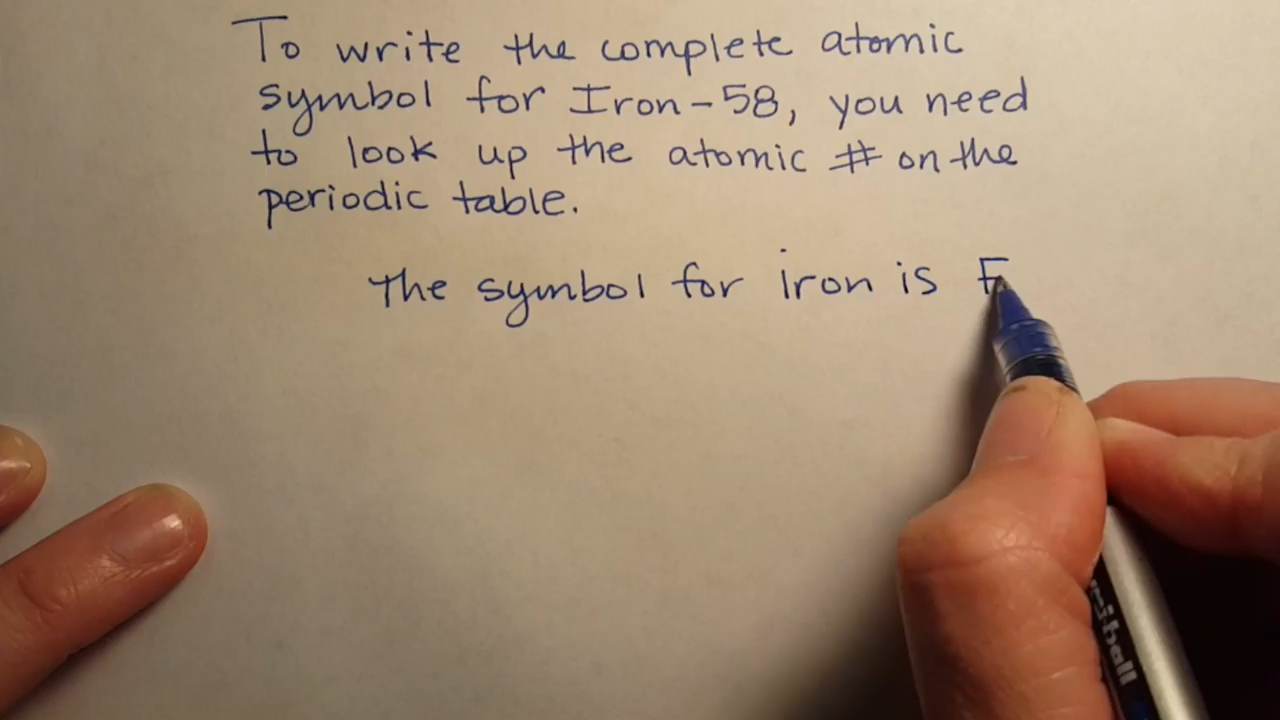 To write the complete atomic
symbol for Iron-58, you need
to look up the atomic # on the
periodic table.
The symbol for iron is F